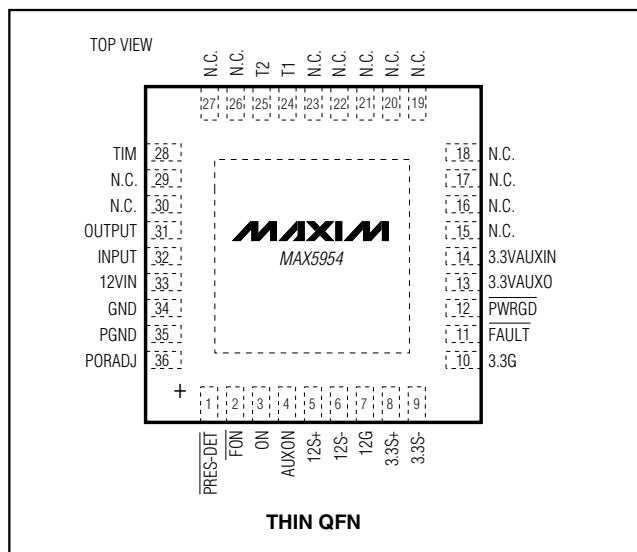 TOP VIEW
N.C.
N.C.
T2
T1
N.C.
N.C.
N.C.
N.C.
N.C.
27 26 25 24 23 22 21 20 19
TIM 28
N.C. 29
N.C. 30
OUTPUT 31
INPUT 32
12VIN 33
GND 34
PGND 35
PORADJ 36
MAXIM
MAX5954
18 N.C.
17 N.C.
16 N.C.
15 N.C.
14 3.3VAUXIN
13 3.3VAUXO
12 PWRGD
11 FAULT
10 3.3G
+
1 2 3 4 5 6 7 8 9
PRES-DET
FON
ON
AUXON
12S+
12S-
12G
3.3S+
3.3S-
THIN QFN